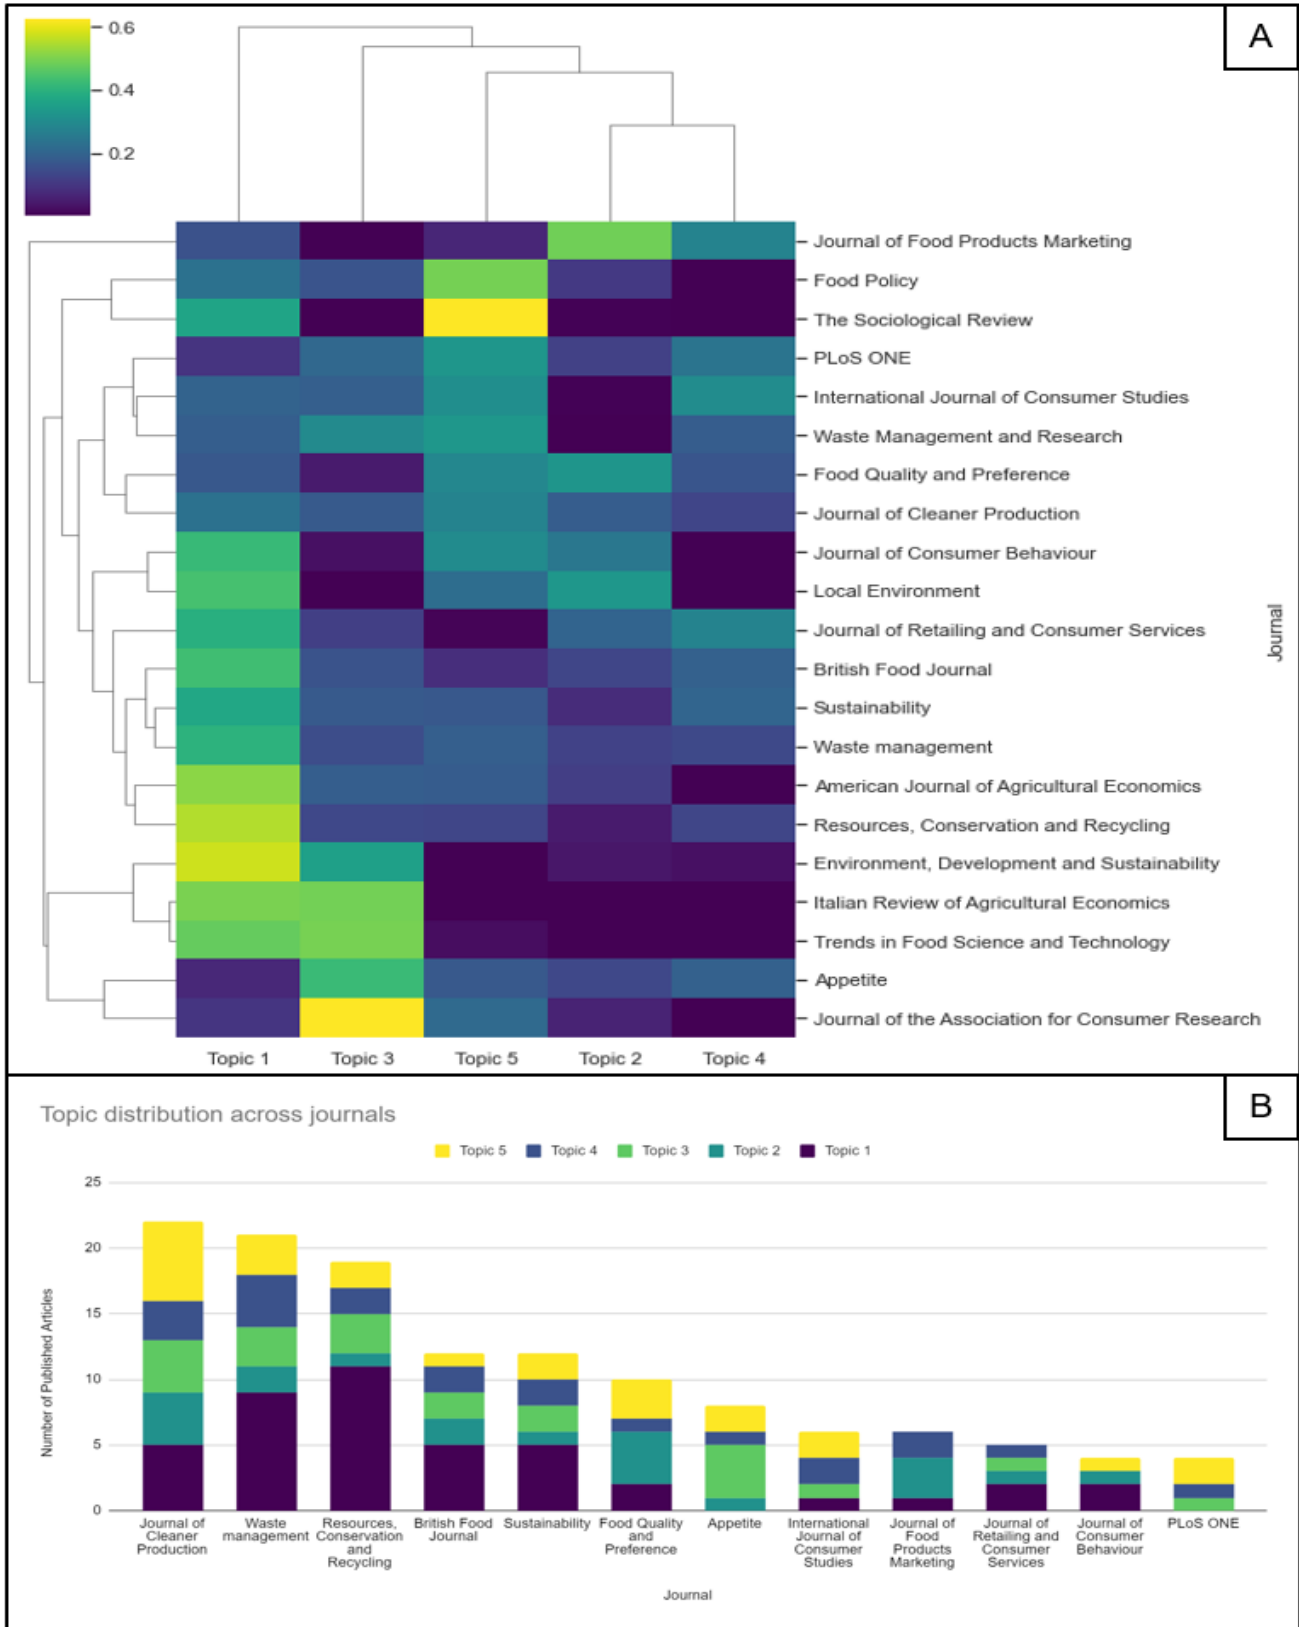 A
0.6
0.4
0.2
Journal of Food Products Marketing
Food Policy
The Sociological Review
PLoS ONE
International Journal of Consumer Studies
Waste Management and Research
Food Quality and Preference
Journal of Cleaner Production
Journal of Consumer Behaviour
Local Environment
Journal of Retailing and Consumer Services
British Food Journal
Sustainability
Waste management
American Journal of Agricultural Economics
Resources, Conservation and Recycling
Environment, Development and Sustainability
Italian Review of Agricultural Economics
Trends in Food Science and Technology
Appetite
Journal of the Association for Consumer Research
Journal
Topic 1 Topic 3 Topic 5 Topic 2 Topic 4
B
Topic distribution across journals
Topic 5 Topic 4 Topic 3 Topic 2 Topic 1
Number of Published Articles
25
20
15
10
5
0
Journal of
Cleaner
Production
Waste
management
Resources,
Conservation
and
Recycling
British Food
Journal
Sustainability
Food Quality
and
Preference
Appetite
International
Journal of
Consumer
Studies
Journal of
Food
Products
Marketing
Journal of
Retailing and
Consumer
Services
Journal of
Consumer
Behaviour
PLoS ONE
Journal